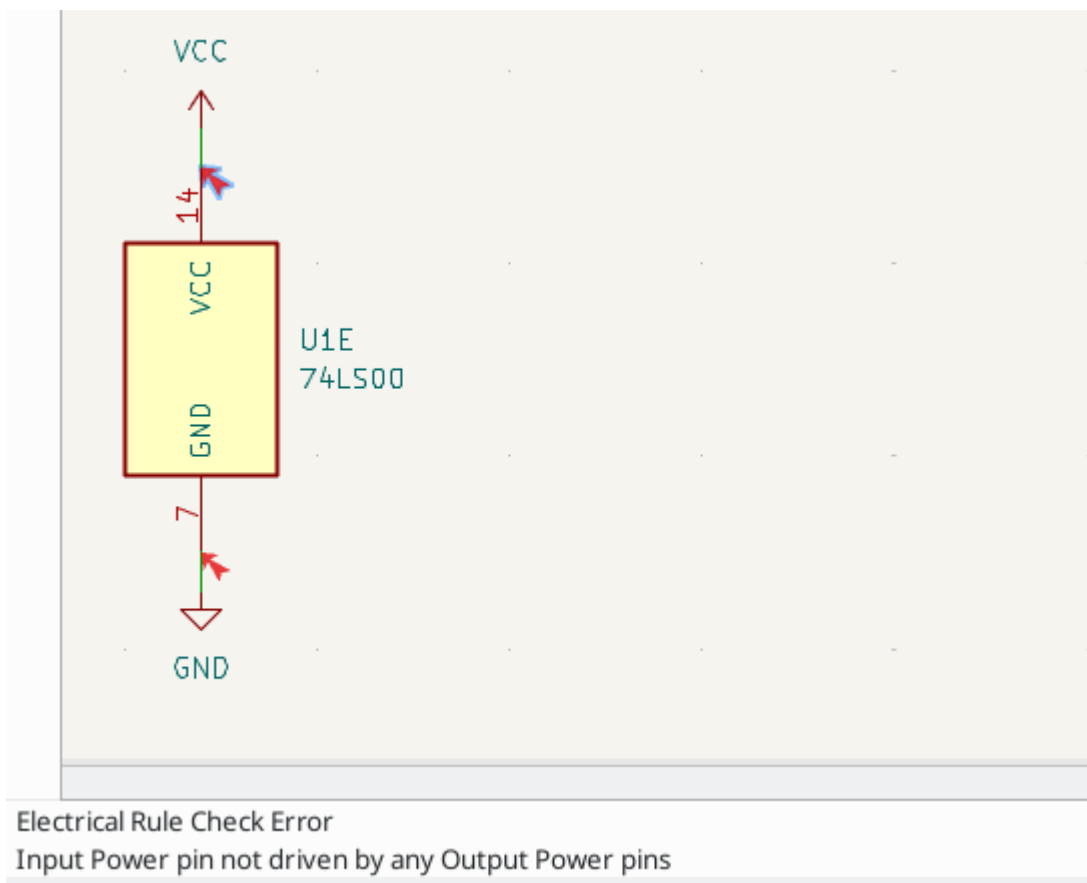 VCC
14
VCC
U1E
74LS00
GND
7
GND
Electrical Rule Check Error
Input Power pin not driven by any Output Power pins